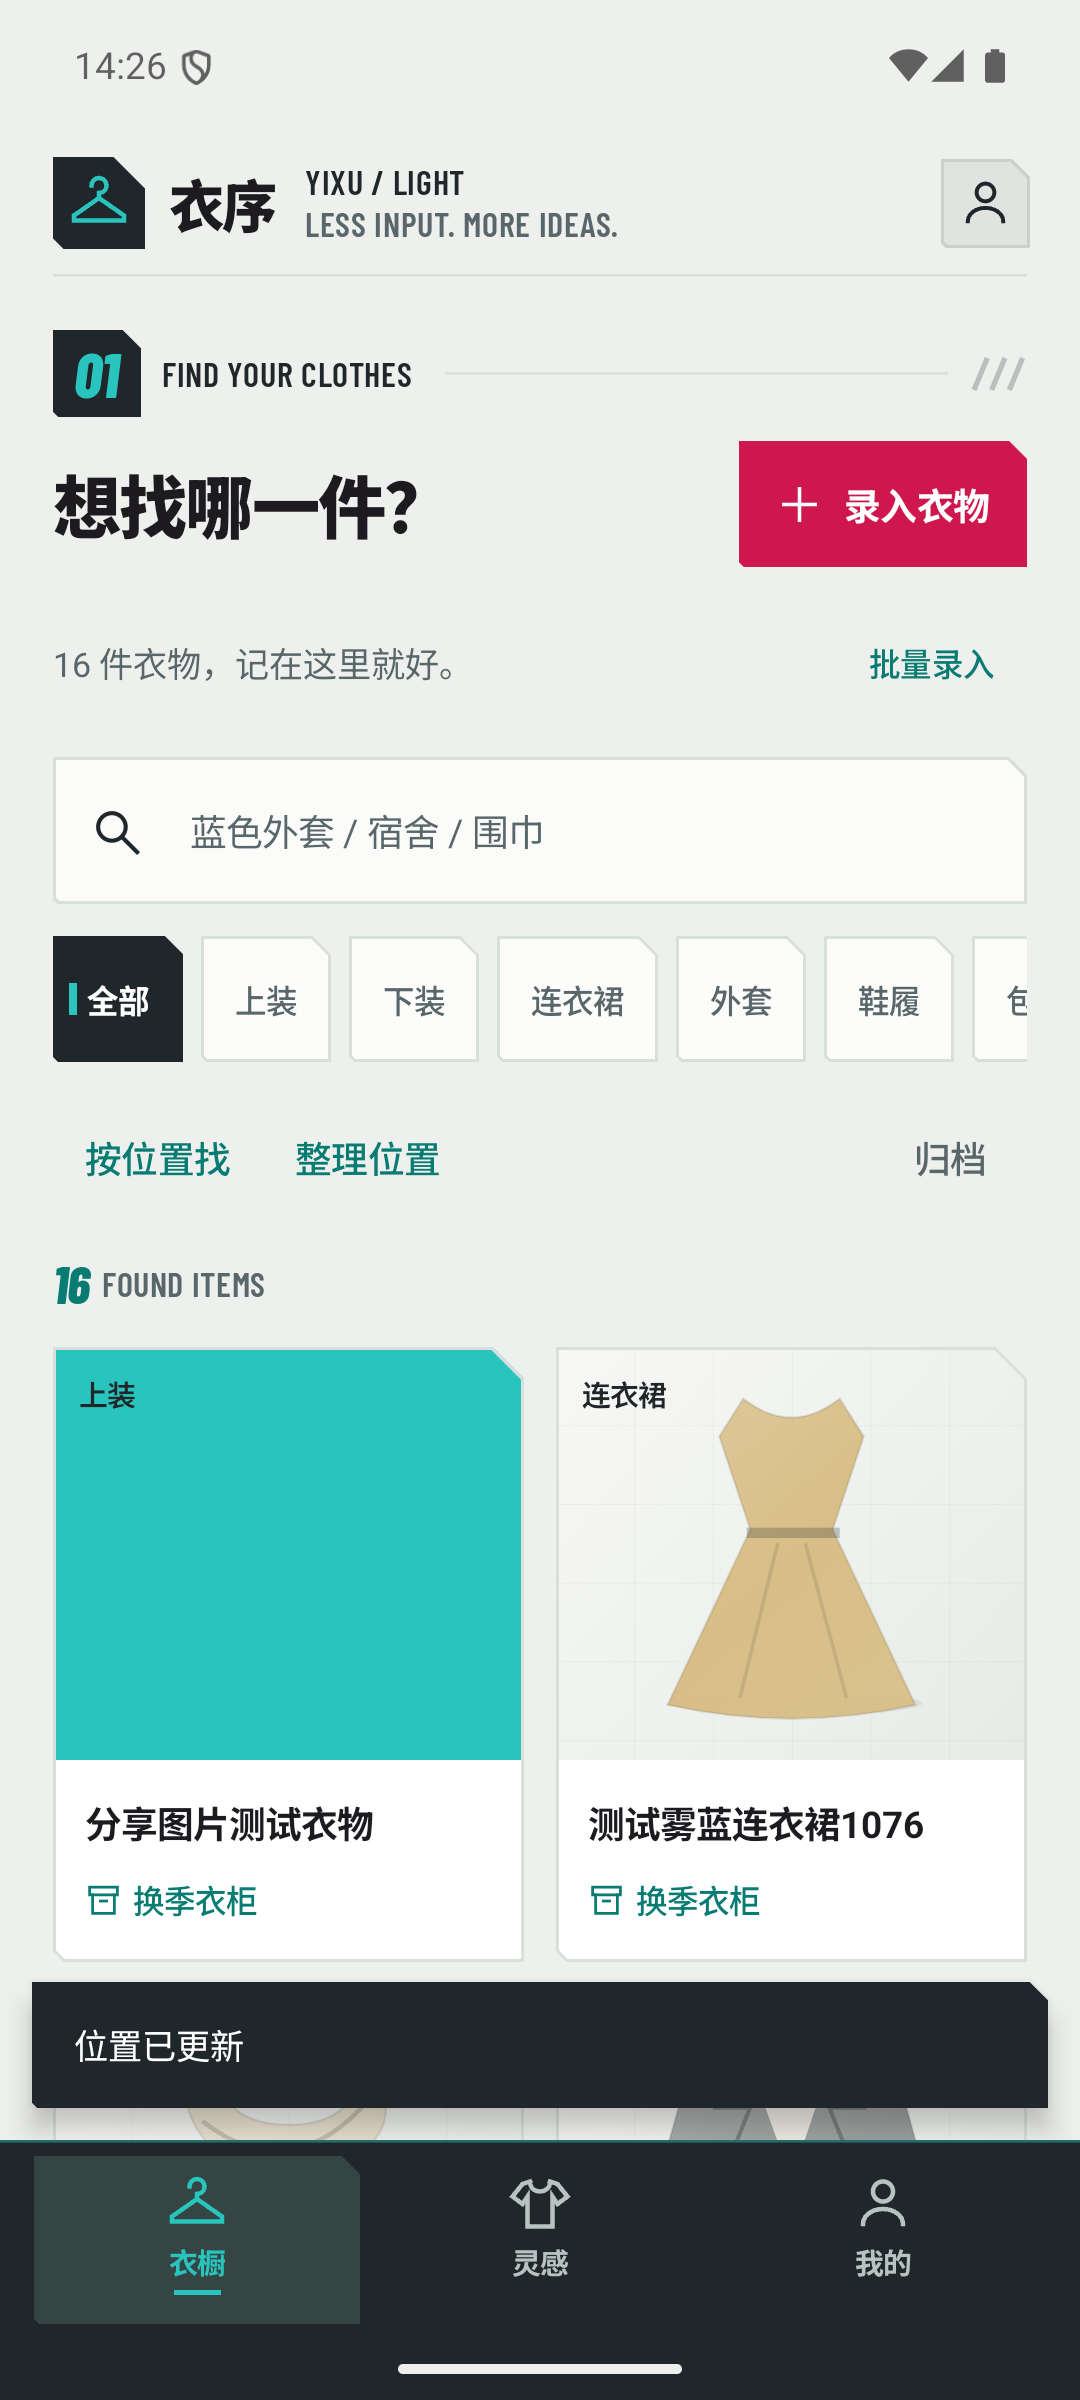 14:26
衣序
YIXU / LIGHT
LESS INPUT. MORE IDEAS.
01 FIND YOUR CLOTHES
想找哪一件?
录入衣物
16 件衣物，记在这里就好。
批量录入
蓝色外套 / 宿舍 / 围巾
全部 上装 下装 连衣裙 外套 鞋履
按位置找 整理位置 归档
16 FOUND ITEMS
上装
连衣裙
分享图片测试衣物
测试雾蓝连衣裙1076
换季衣柜
换季衣柜
位置已更新
衣橱 灵感 我的